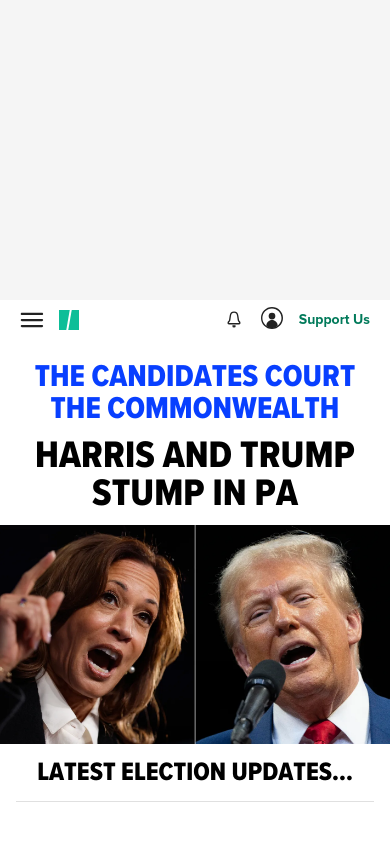 Support Us
THE CANDIDATES COURT
THE COMMONWEALTH
HARRIS AND TRUMP
STUMP IN PA
LATEST ELECTION UPDATES...